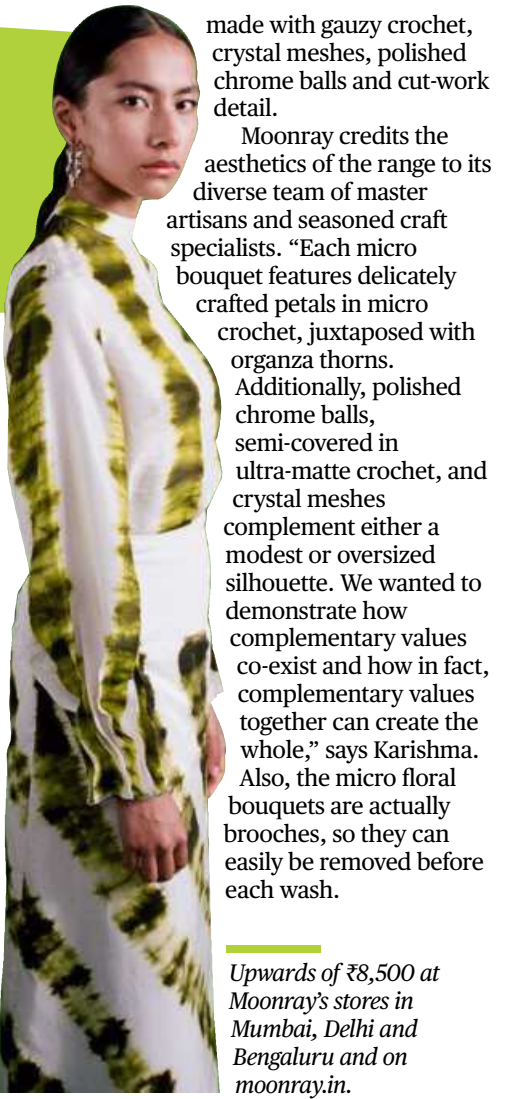 made with gauzy crochet,
crystal meshes, polished
chrome balls and cut-work
detail.
Moonray credits the
aesthetics of the range to its
diverse team of master
artisans and seasoned craft
specialists. “Each micro
bouquet features delicately
crafted petals in micro
crochet, juxtaposed with
organza thorns.
Additionally, polished
chrome balls,
semi-covered in
ultra-matte crochet, and
crystal meshes
complement either a
modest or oversized
silhouette. We wanted to
demonstrate how
complementary values
co-exist and how in fact,
complementary values
together can create the
whole,” says Karishma.
Also, the micro floral
bouquets are actually
brooches, so they can
easily be removed before
each wash.
Upwards of ₹8,500 at
Moonray’s stores in
Mumbai, Delhi and
Bengaluru and on
moonray.in.